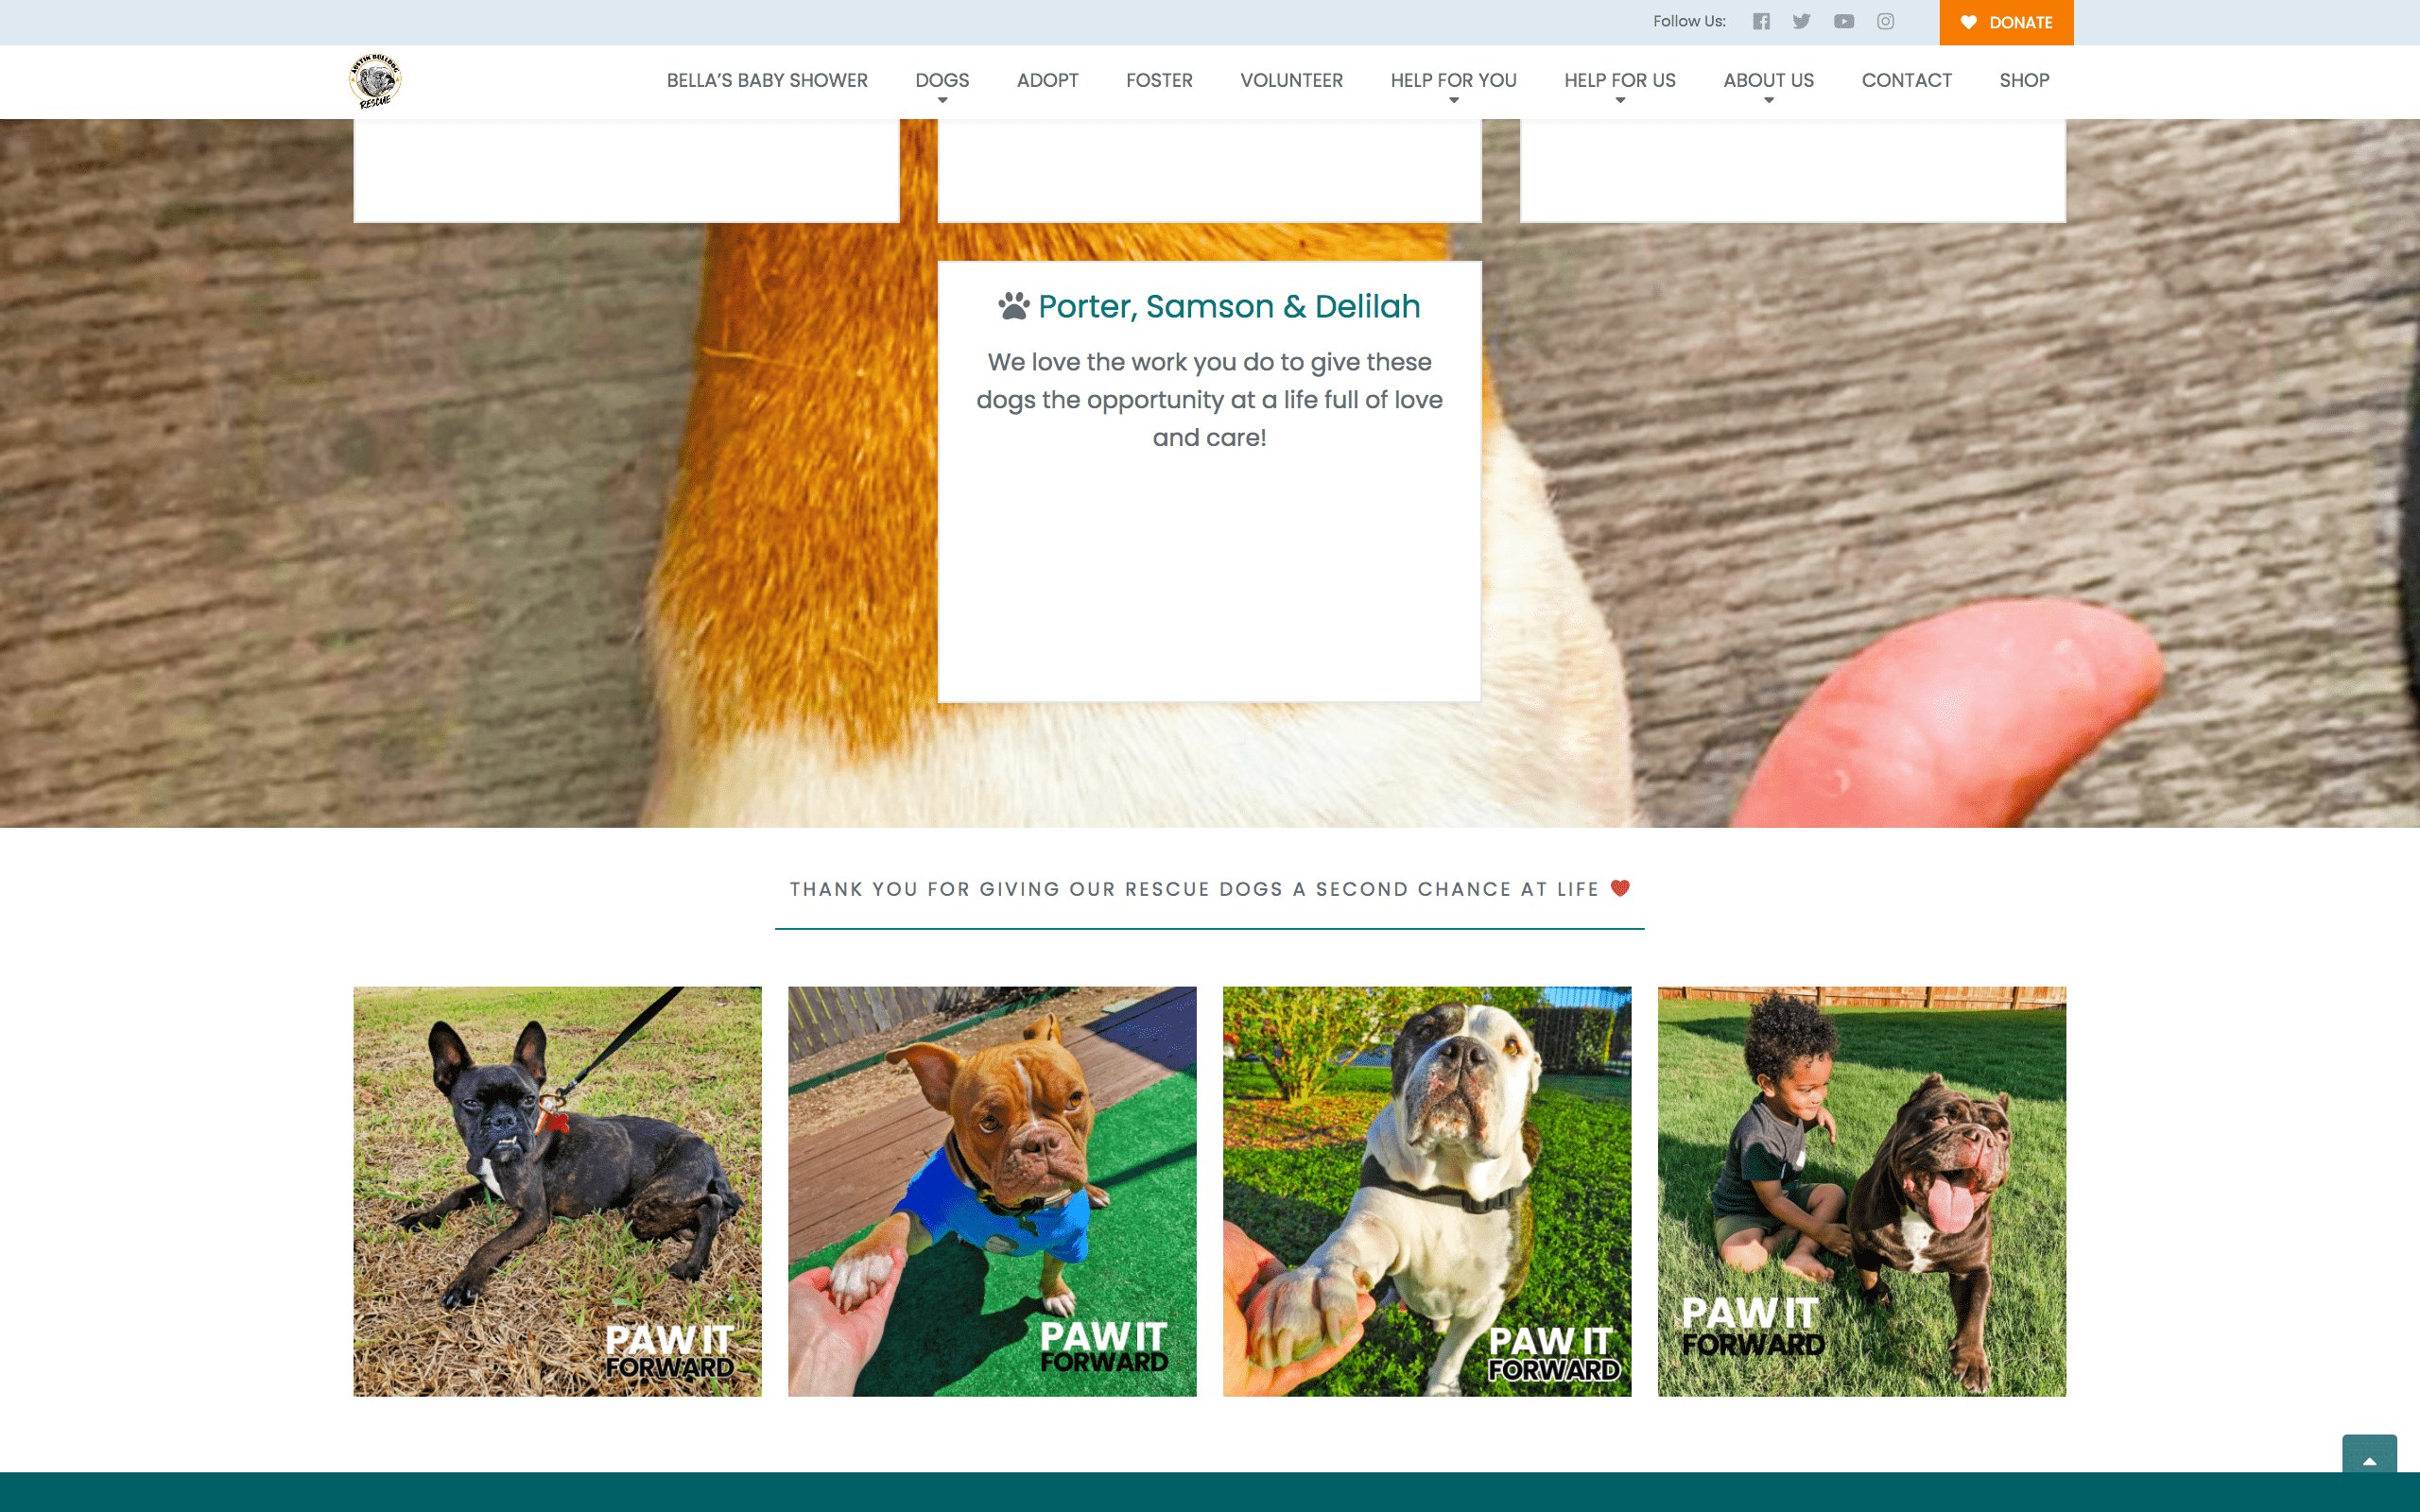 Follow Us:
DONATE
AUSTIN BULLDOG
RESCUE
BELLA'S BABY SHOWER
DOGS
ADOPT
FOSTER
VOLUNTEER
HELP FOR YOU
HELP FOR US
ABOUT US
CONTACT
SHOP
Porter, Samson & Delilah
We love the work you do to give these
dogs the opportunity at a life full of love
and care!
THANK YOU FOR GIVING OUR RESCUE DOGS A SECOND CHANCE AT LIFE
PAW IT
FORWARD
PAW IT
FORWARD
PAW IT
FORWARD
PAW IT
FORWARD